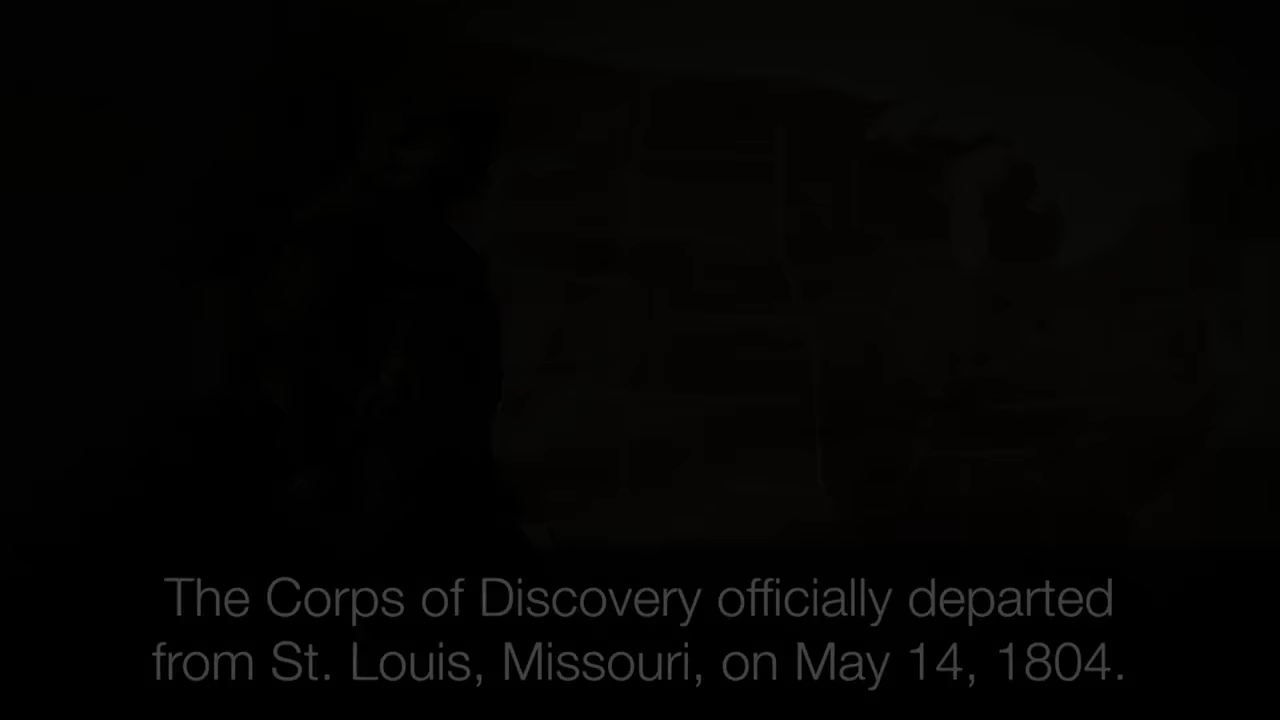 The Corps of Discovery officially departed
from St. Louis, Missouri, on May 14, 1804.